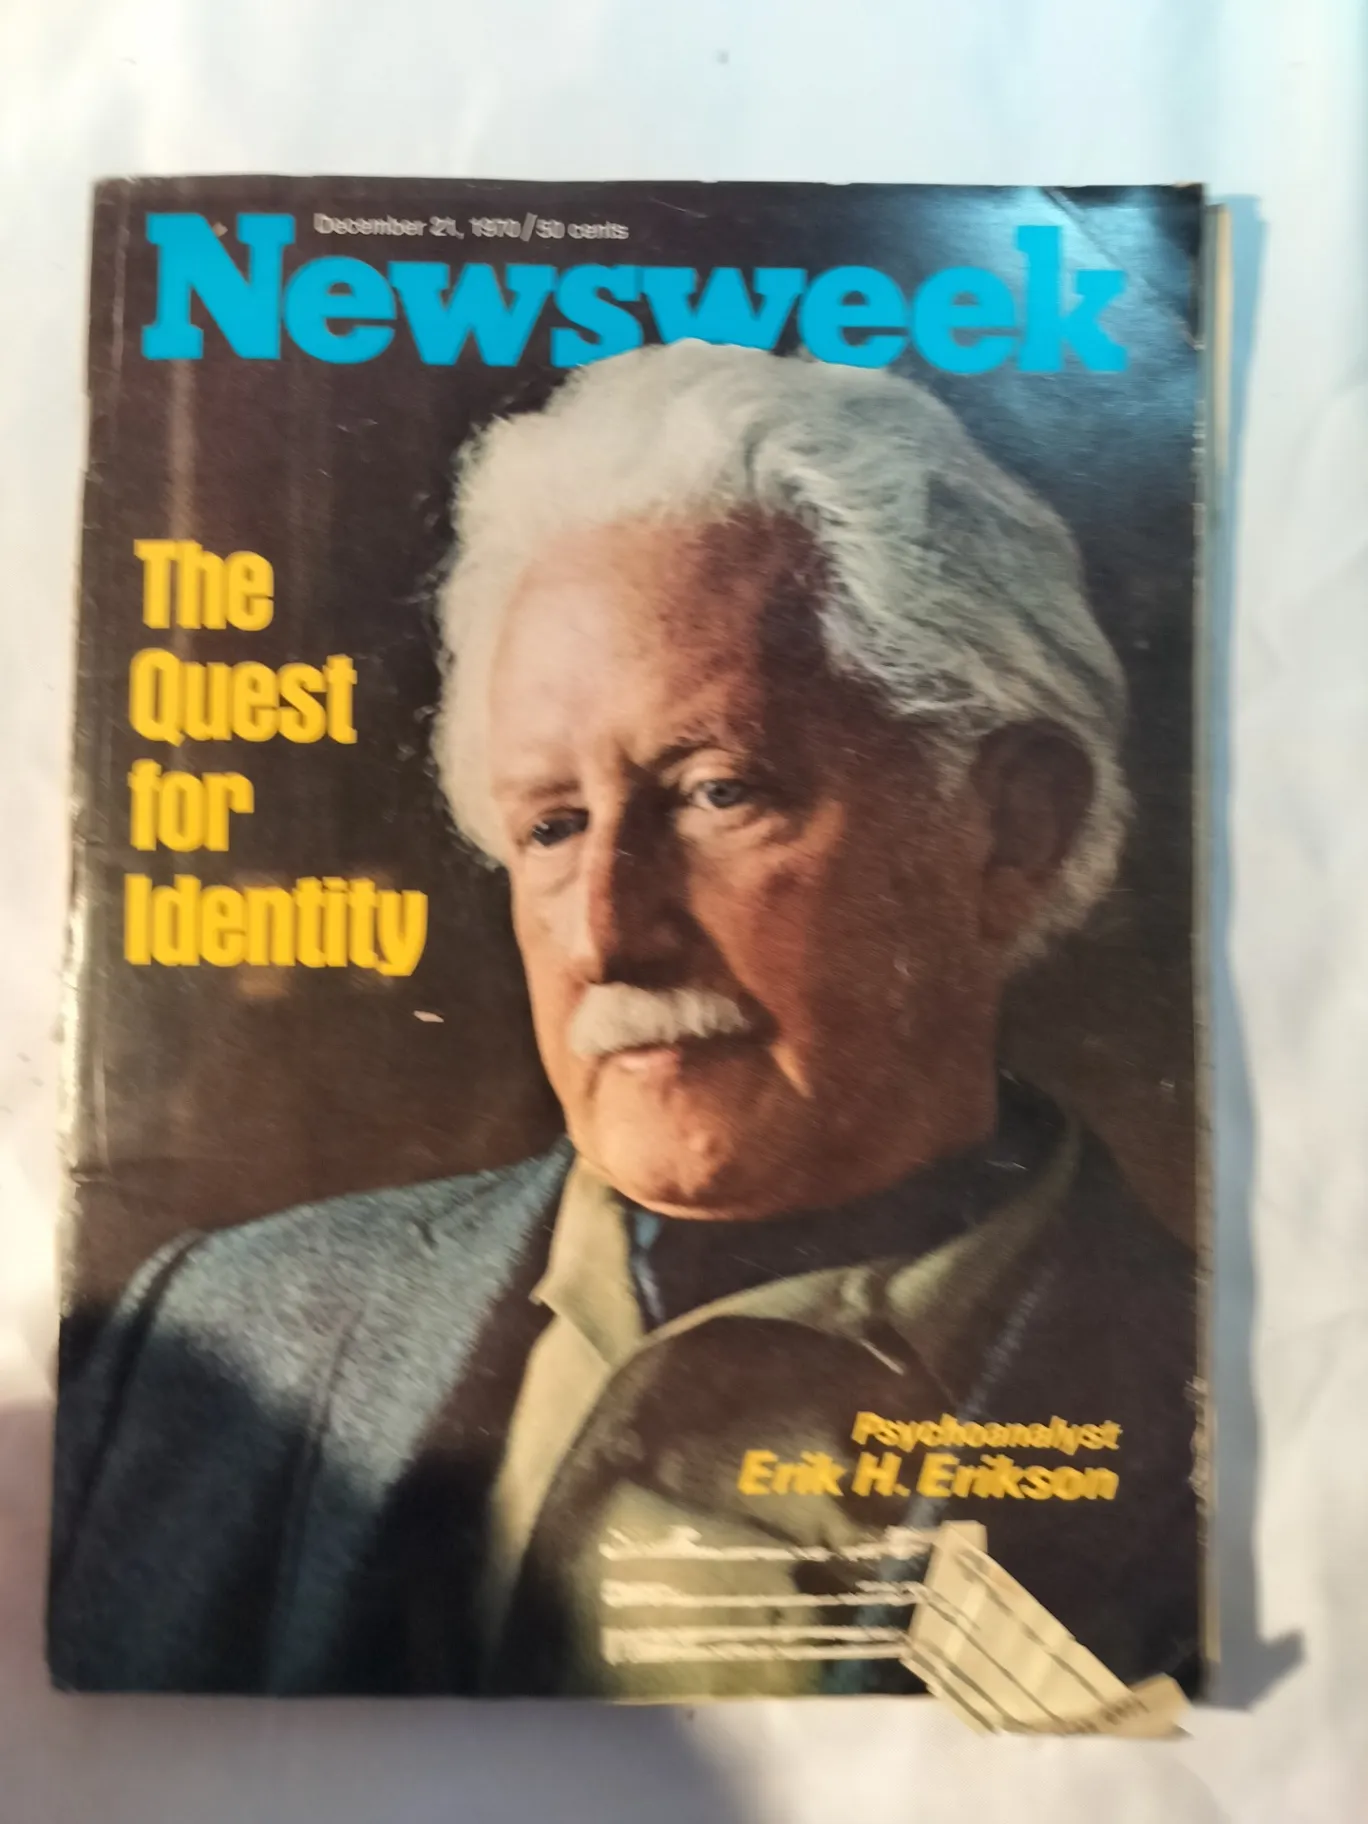 December 21, 1970/50 cents
Newsweek
The
Quest
for
Identity
Psychoanalyst
Erik H. Erikson